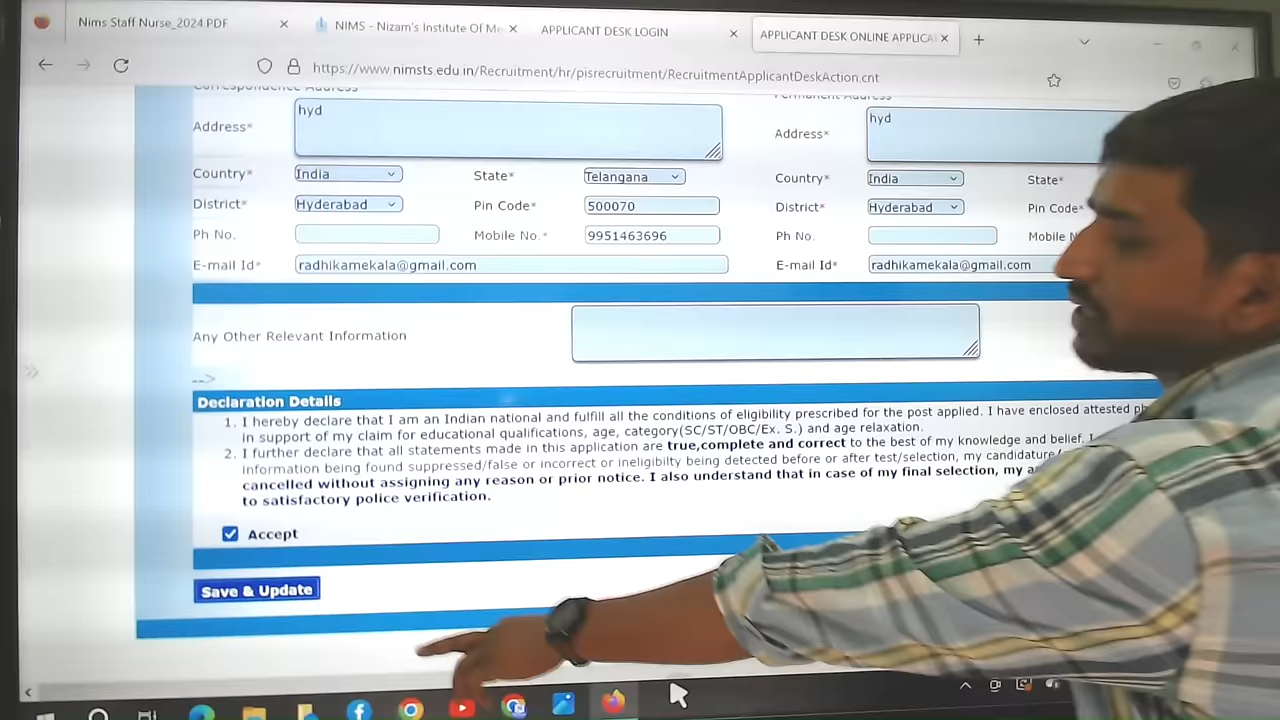 Nims Staff Nurse_2024 PDF
NIMS - Nizam's Institute Of Me
APPLICANT DESK LOGIN
APPLICANT DESK ONLINE APPLICA
https://www.nimsts.edu.in/Recruitment/hr/pisrecruitment/RecruitmentApplicantDeskAction.cnt
Correspondence Address
Permanent Address
Address* hyd
Address* hyd
Country* India State* Telangana
Country* India State*
District* Hyderabad Pin Code* 500070
District* Hyderabad Pin Code*
Ph No. Mobile No.* 9951463696
Ph No. Mobile N
E-mail Id* radhikamekala@gmail.com
E-mail Id* radhikamekala@gmail.com
Any Other Relevant Information
-->
Declaration Details
1. I hereby declare that I am an Indian national and fulfill all the conditions of eligibility prescribed for the post applied. I have enclosed attested ph
in support of my claim for educational qualifications, age, category(SC/ST/OBC/Ex. S.) and age relaxation.
2. I further declare that all statements made in this application are true,complete and correct to the best of my knowledge and belief. I
information being found suppressed/false or incorrect or ineligibilty being detected before or after test/selection, my candidature
cancelled without assigning any reason or prior notice. I also understand that in case of my final selection, my a
to satisfactory police verification.
Accept
Save & Update